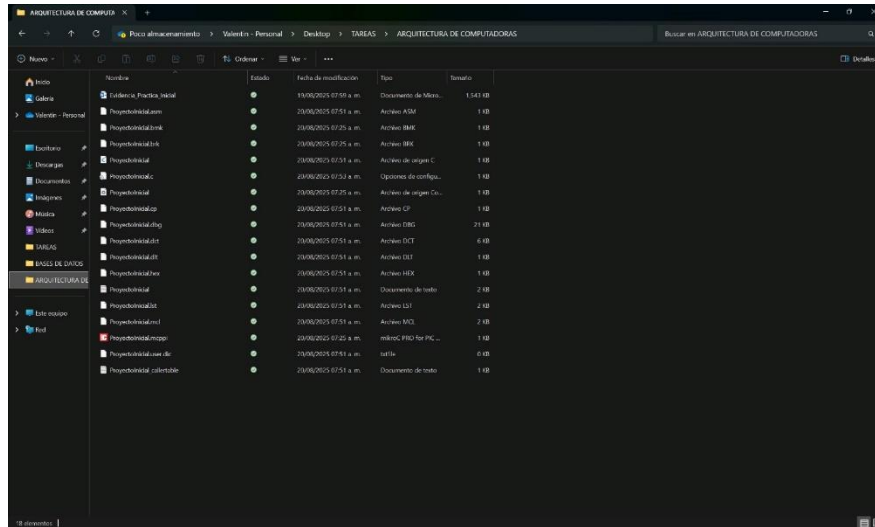 ARQUITECTURA DE COMPUTA
Poco almacenamiento > Valentin - Personal > Desktop > TAREAS > ARQUITECTURA DE COMPUTADORAS
Buscar en ARQUITECTURA DE COMPUTADORAS
Nuevo Ordenar Ver ... Detalles
Inicio
Galería
Valentin - Personal
Escritorio
Descargas
Documentos
Imágenes
Música
Vídeos
TAREAS
BASES DE DATOS
ARQUITECTURA DE
Este equipo
Red
Nombre Estado Fecha de modificación Tipo Tamaño
Evidencia_Practica_Inicial 19/08/2025 07:59 a. m. Documento de Micro... 1,543 KB
ProyectoInicial.asm 20/08/2025 07:51 a. m. Archivo ASM 1 KB
ProyectoInicial.bmk 20/08/2025 07:25 a. m. Archivo BMK 1 KB
ProyectoInicial.brk 20/08/2025 07:25 a. m. Archivo BRK 1 KB
ProyectoInicial 20/08/2025 07:51 a. m. Archivo de origen C 1 KB
ProyectoInicial.c 20/08/2025 07:53 a. m. Opciones de configu... 1 KB
ProyectoInicial 20/08/2025 07:25 a. m. Archivo de origen Co... 1 KB
ProyectoInicial.cp 20/08/2025 07:51 a. m. Archivo CP 1 KB
ProyectoInicial.dbg 20/08/2025 07:51 a. m. Archivo DBG 21 KB
ProyectoInicial.dct 20/08/2025 07:51 a. m. Archivo DCT 6 KB
ProyectoInicial.dlt 20/08/2025 07:51 a. m. Archivo DLT 1 KB
ProyectoInicial.hex 20/08/2025 07:51 a. m. Archivo HEX 1 KB
ProyectoInicial 20/08/2025 07:51 a. m. Documento de texto 2 KB
ProyectoInicial.lst 20/08/2025 07:51 a. m. Archivo LST 2 KB
ProyectoInicial.mcl 20/08/2025 07:51 a. m. Archivo MCL 2 KB
ProyectoInicial.mcppi 20/08/2025 07:25 a. m. mikroC PRO for PIC ... 1 KB
ProyectoInicial.user.dic 20/08/2025 07:51 a. m. txtfile 0 KB
ProyectoInicial_callertable 20/08/2025 07:51 a. m. Documento de texto 1 KB
18 elementos